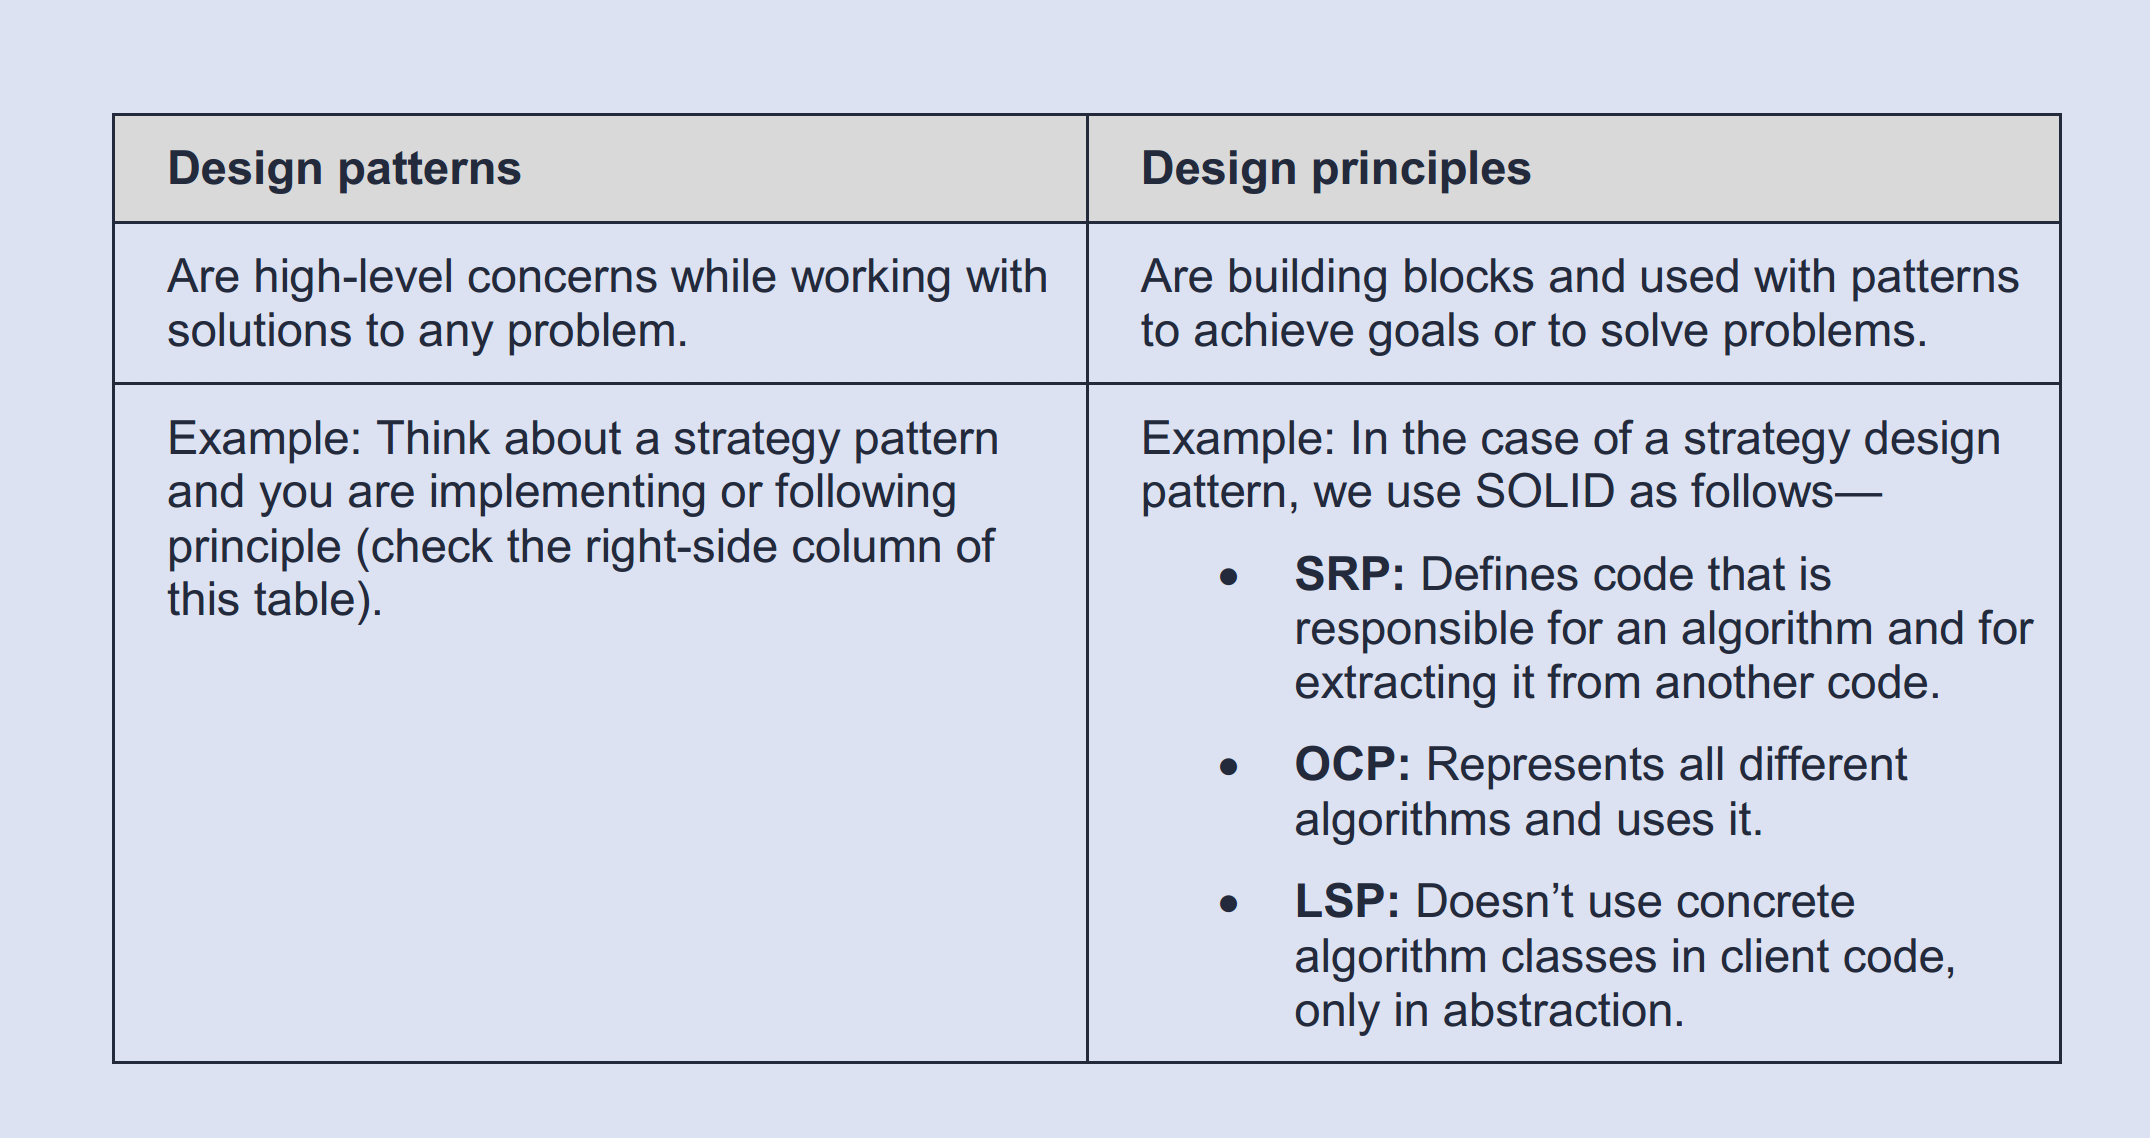 Design patterns
Design principles
Are high-level concerns while working with
solutions to any problem.
Are building blocks and used with patterns
to achieve goals or to solve problems.
Example: Think about a strategy pattern
and you are implementing or following
principle (check the right-side column of
this table).
Example: In the case of a strategy design
pattern, we use SOLID as follows—
● SRP: Defines code that is
responsible for an algorithm and for
extracting it from another code.
● OCP: Represents all different
algorithms and uses it.
● LSP: Doesn’t use concrete
algorithm classes in client code,
only in abstraction.